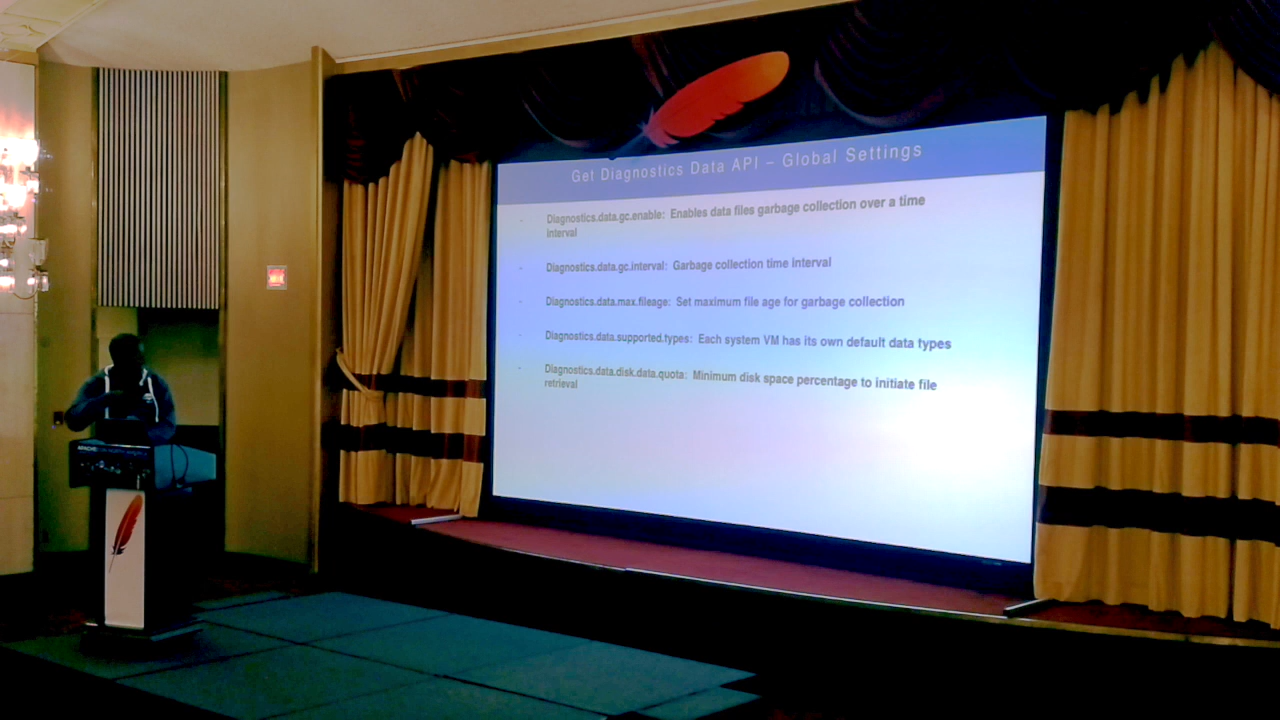 Get Diagnostics Data API – Global Settings
- Diagnostics.data.gc.enable: Enables data files garbage collection over a time
interval
- Diagnostics.data.gc.interval: Garbage collection time interval
- Diagnostics.data.max.fileage: Set maximum file age for garbage collection
- Diagnostics.data.supported.types: Each system VM has its own default data types
- Diagnostics.data.disk.data.quota: Minimum disk space percentage to initiate file
retrieval
APACHECON NORTH AMERICA